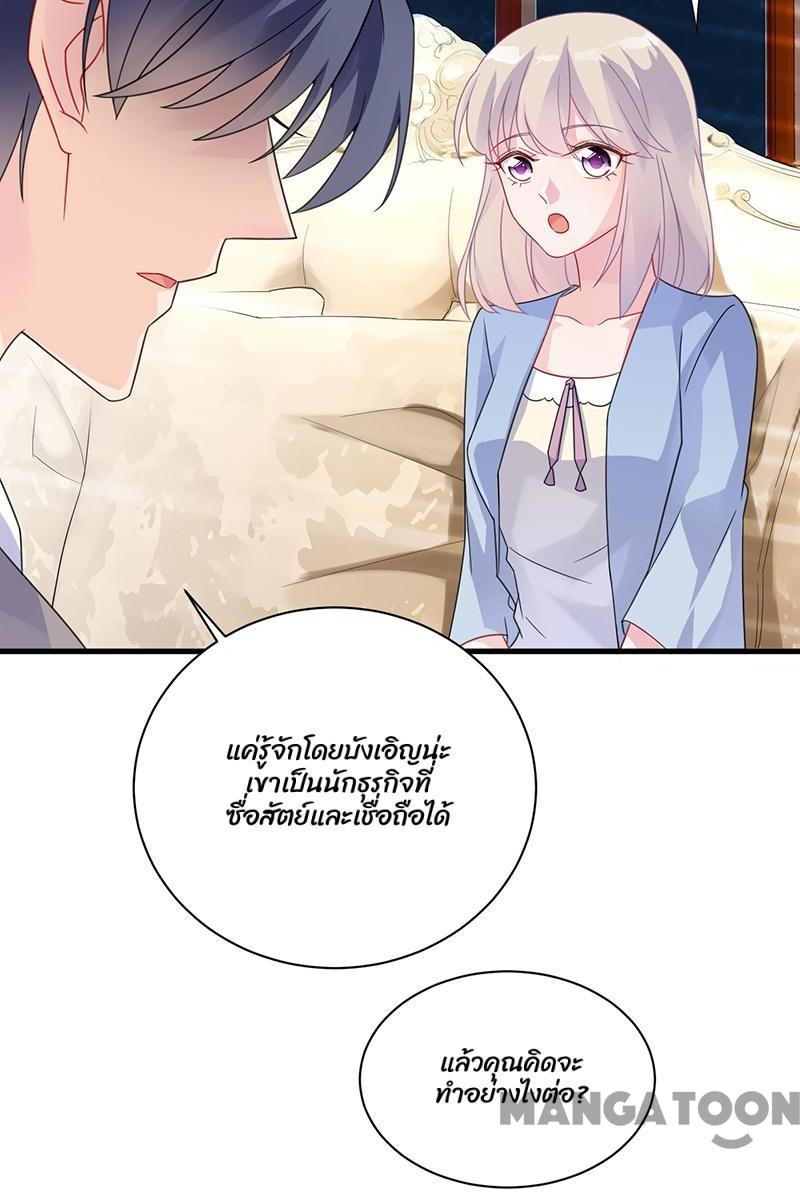 แค่รู้จักโดยบังเอิญน่ะ
เขาเป็นนักธุรกิจที่
ซื่อสัตย์และเชื่อถือได้
แล้วคุณคิดจะ
ทำอย่างไงต่อ?
MANGATOON